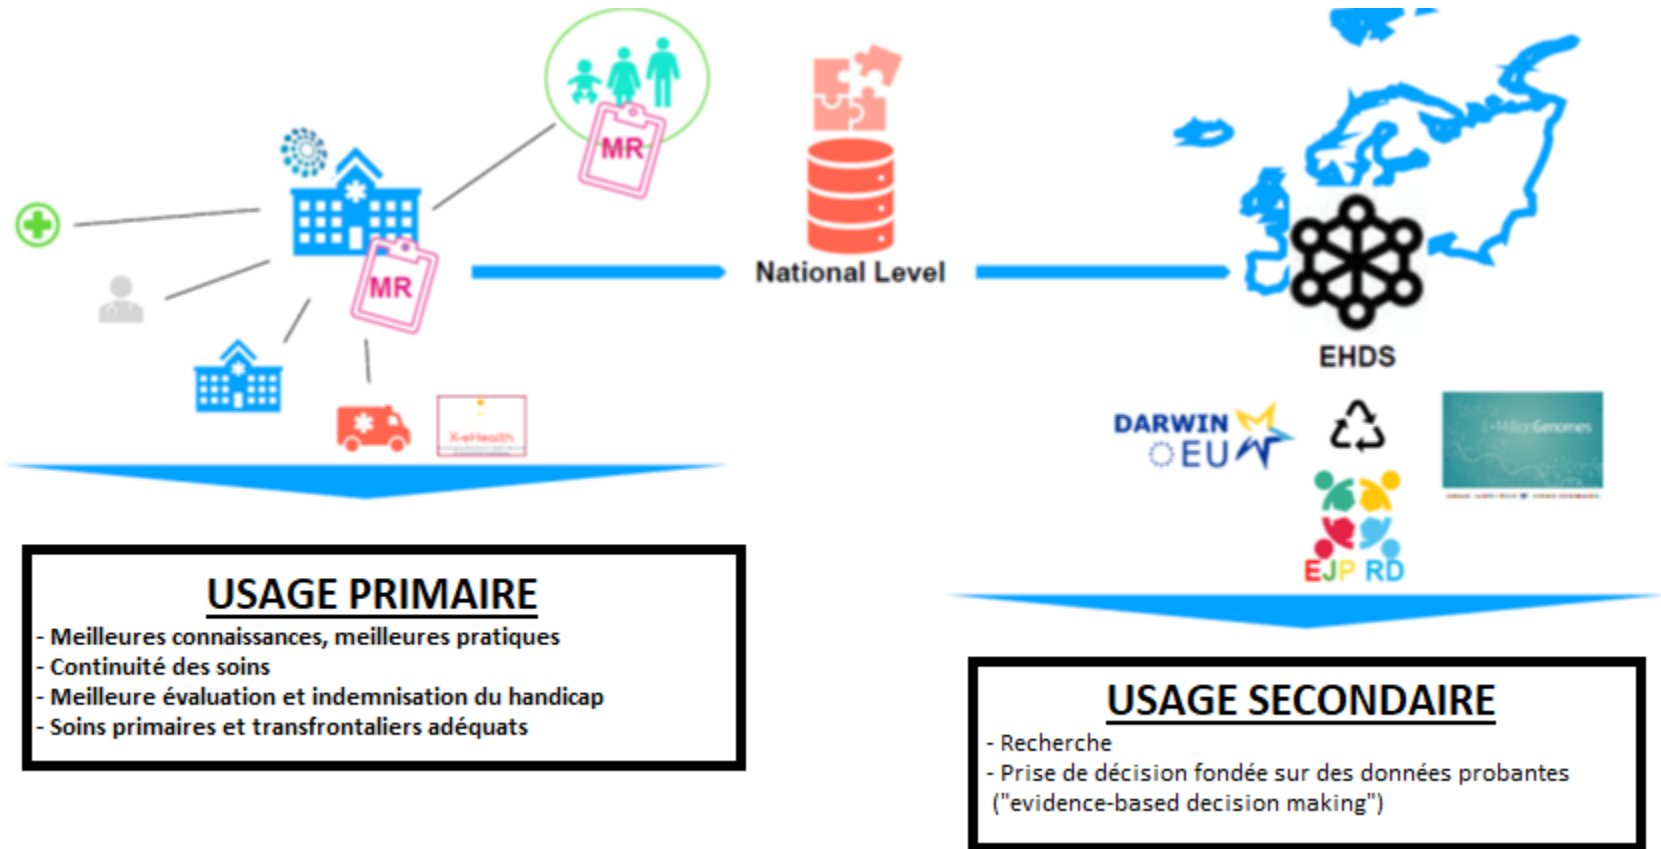 MR
MR
National Level
EHDS
X-eHealth
DARWIN
EU
1+MillionGenomes
EJP RD
USAGE PRIMAIRE
- Meilleures connaissances, meilleures pratiques
- Continuité des soins
- Meilleure évaluation et indemnisation du handicap
- Soins primaires et transfrontaliers adéquats
USAGE SECONDAIRE
- Recherche
- Prise de décision fondée sur des données probantes
("evidence-based decision making")